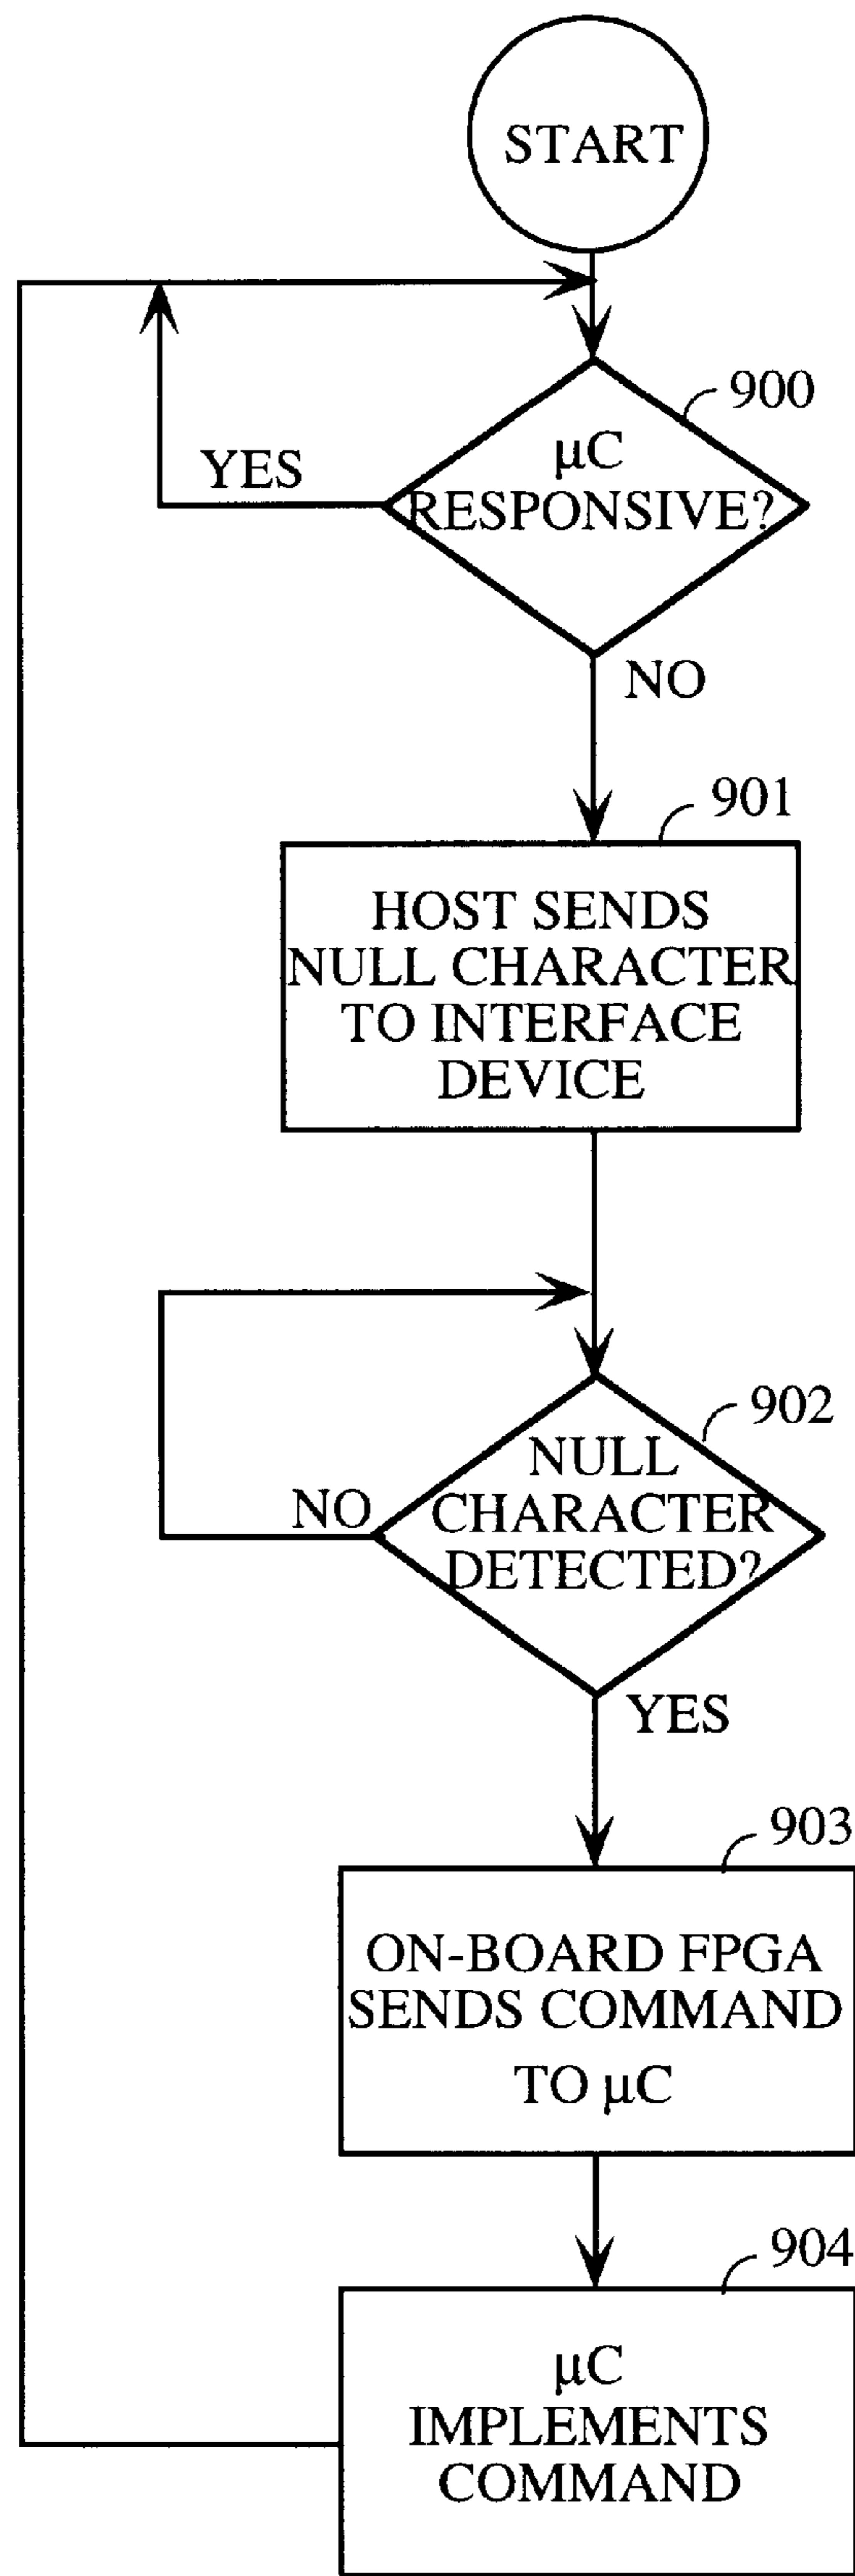 START
900
µC
RESPONSIVE?
YES
NO
901
HOST SENDS
NULL CHARACTER
TO INTERFACE
DEVICE
902
NULL
CHARACTER
DETECTED?
NO
YES
903
ON-BOARD FPGA
SENDS COMMAND
TO µC
904
µC
IMPLEMENTS
COMMAND